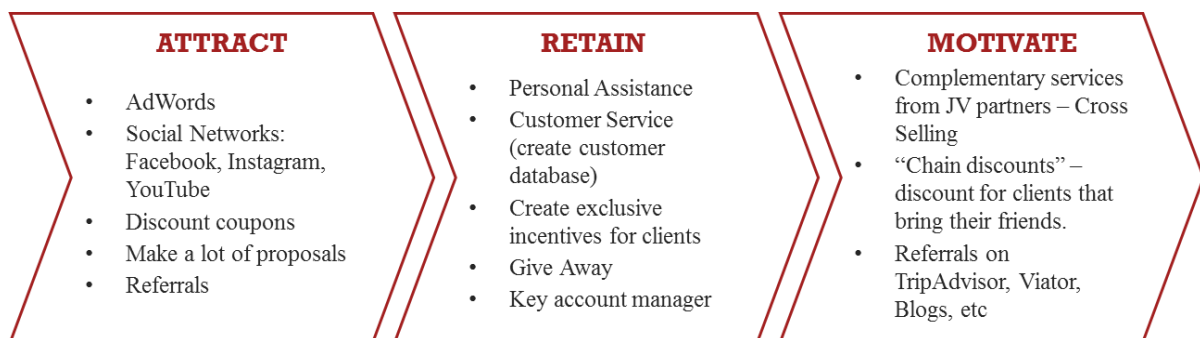 ATTRACT
• AdWords
• Social Networks:
Facebook, Instagram,
YouTube
• Discount coupons
• Make a lot of proposals
• Referrals
RETAIN
• Personal Assistance
• Customer Service
(create customer
database)
• Create exclusive
incentives for clients
• Give Away
• Key account manager
MOTIVATE
• Complementary services
from JV partners – Cross
Selling
• “Chain discounts” –
discount for clients that
bring their friends.
• Referrals on
TripAdvisor, Viator,
Blogs, etc